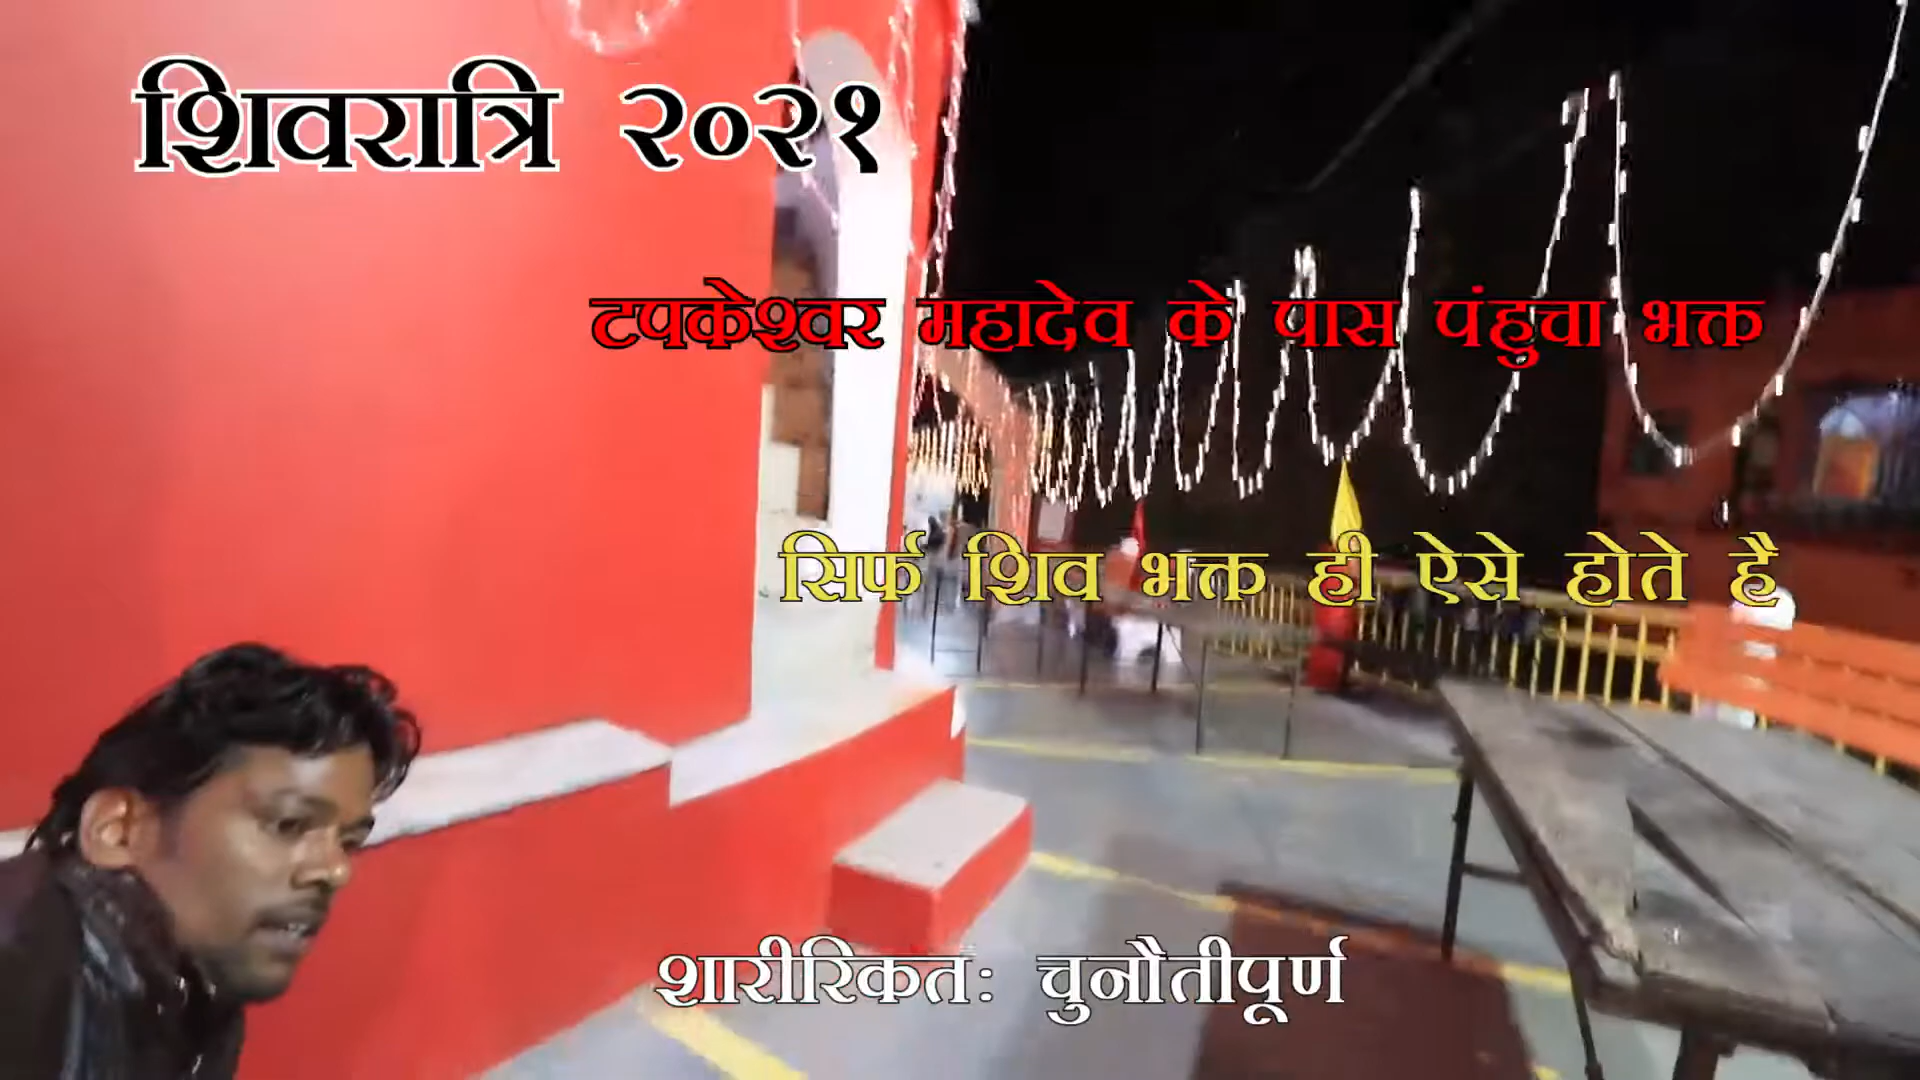 शिवरात्रि २०२१
टपकेश्वर महादेव के पास पंहुचा भक्त
सिर्फ शिव भक्त ही ऐसे होते है
शारीरिकतः चुनौतीपूर्ण